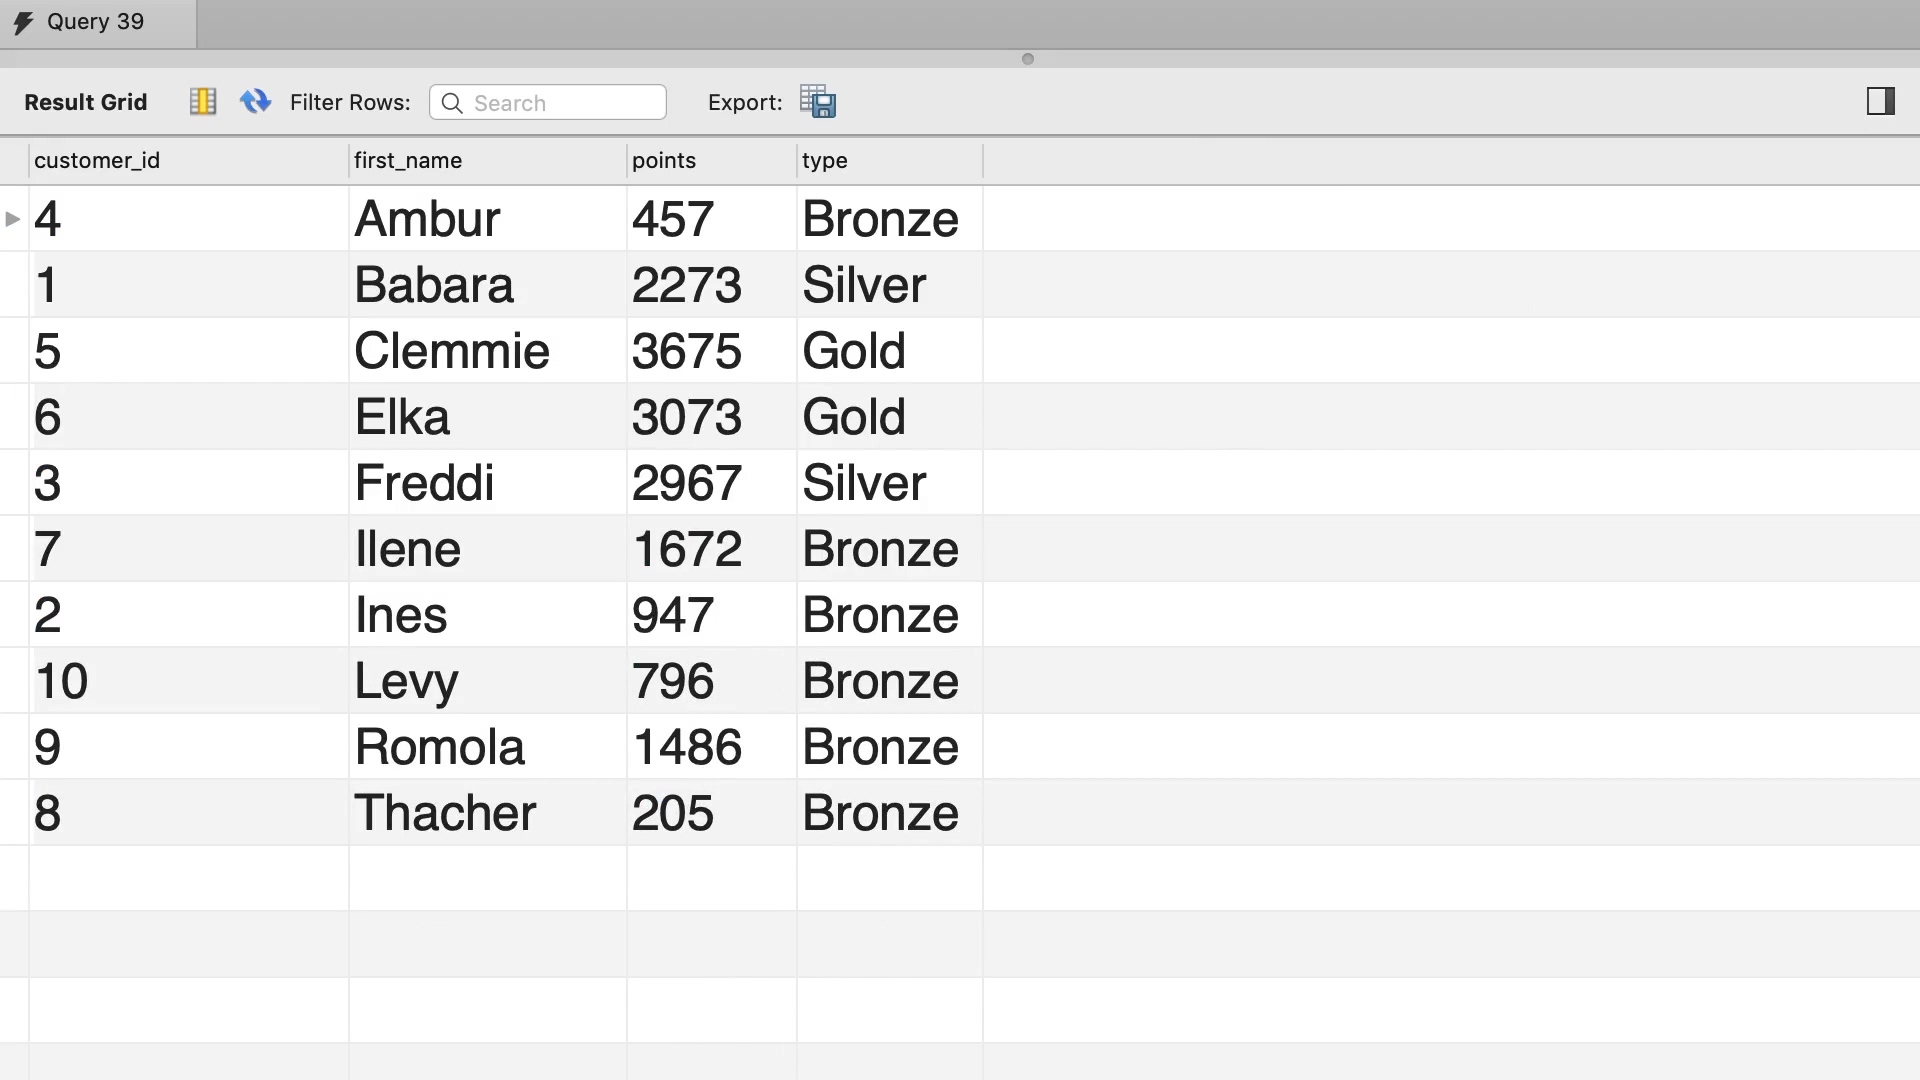 Query 39
Result Grid Filter Rows: Search Export:
customer_id first_name points type
4 Ambur 457 Bronze
1 Babara 2273 Silver
5 Clemmie 3675 Gold
6 Elka 3073 Gold
3 Freddi 2967 Silver
7 Ilene 1672 Bronze
2 Ines 947 Bronze
10 Levy 796 Bronze
9 Romola 1486 Bronze
8 Thacher 205 Bronze